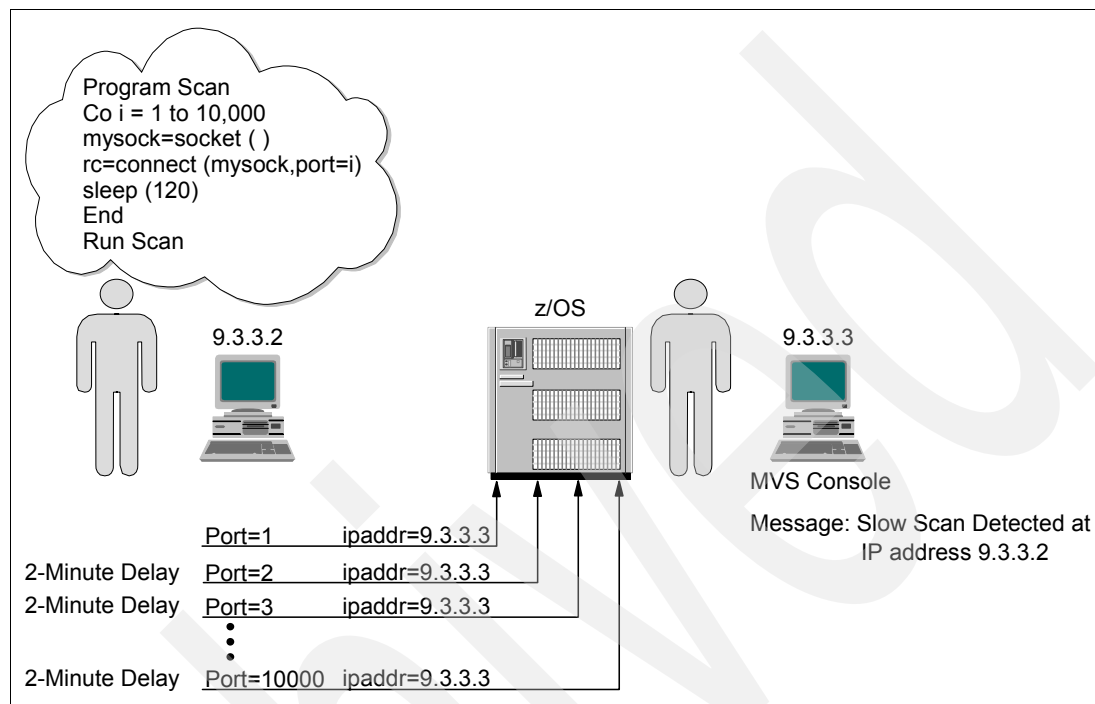 Program Scan
Co i = 1 to 10,000
mysock=socket ( )
rc=connect (mysock,port=i)
sleep (120)
End
Run Scan
z/OS
9.3.3.2
9.3.3.3
MVS Console
Message: Slow Scan Detected at
IP address 9.3.3.2
Port=1 ipaddr=9.3.3.3
2-Minute Delay Port=2 ipaddr=9.3.3.3
2-Minute Delay Port=3 ipaddr=9.3.3.3
2-Minute Delay Port=10000 ipaddr=9.3.3.3